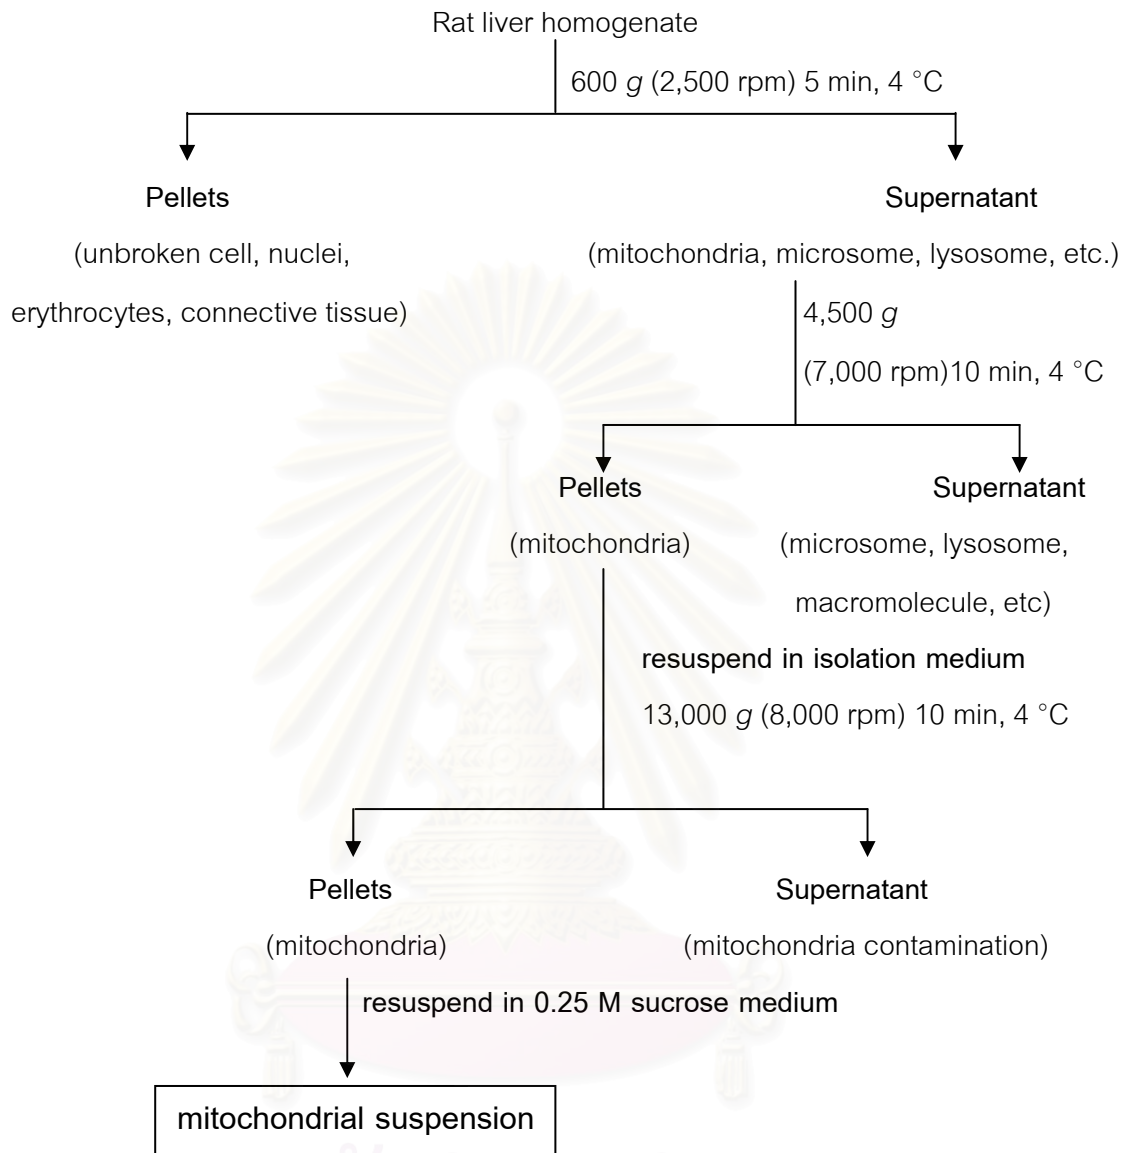 Rat liver homogenate
600 g (2,500 rpm) 5 min, 4 °C
Pellets
Supernatant
(unbroken cell, nuclei,
(mitochondria, microsome, lysosome, etc.)
erythrocytes, connective tissue)
4,500 g
(7,000 rpm)10 min, 4 °C
Pellets
Supernatant
(mitochondria)
(microsome, lysosome,
macromolecule, etc)
resuspend in isolation medium
13,000 g (8,000 rpm) 10 min, 4 °C
Pellets
Supernatant
(mitochondria)
(mitochondria contamination)
resuspend in 0.25 M sucrose medium
mitochondrial suspension